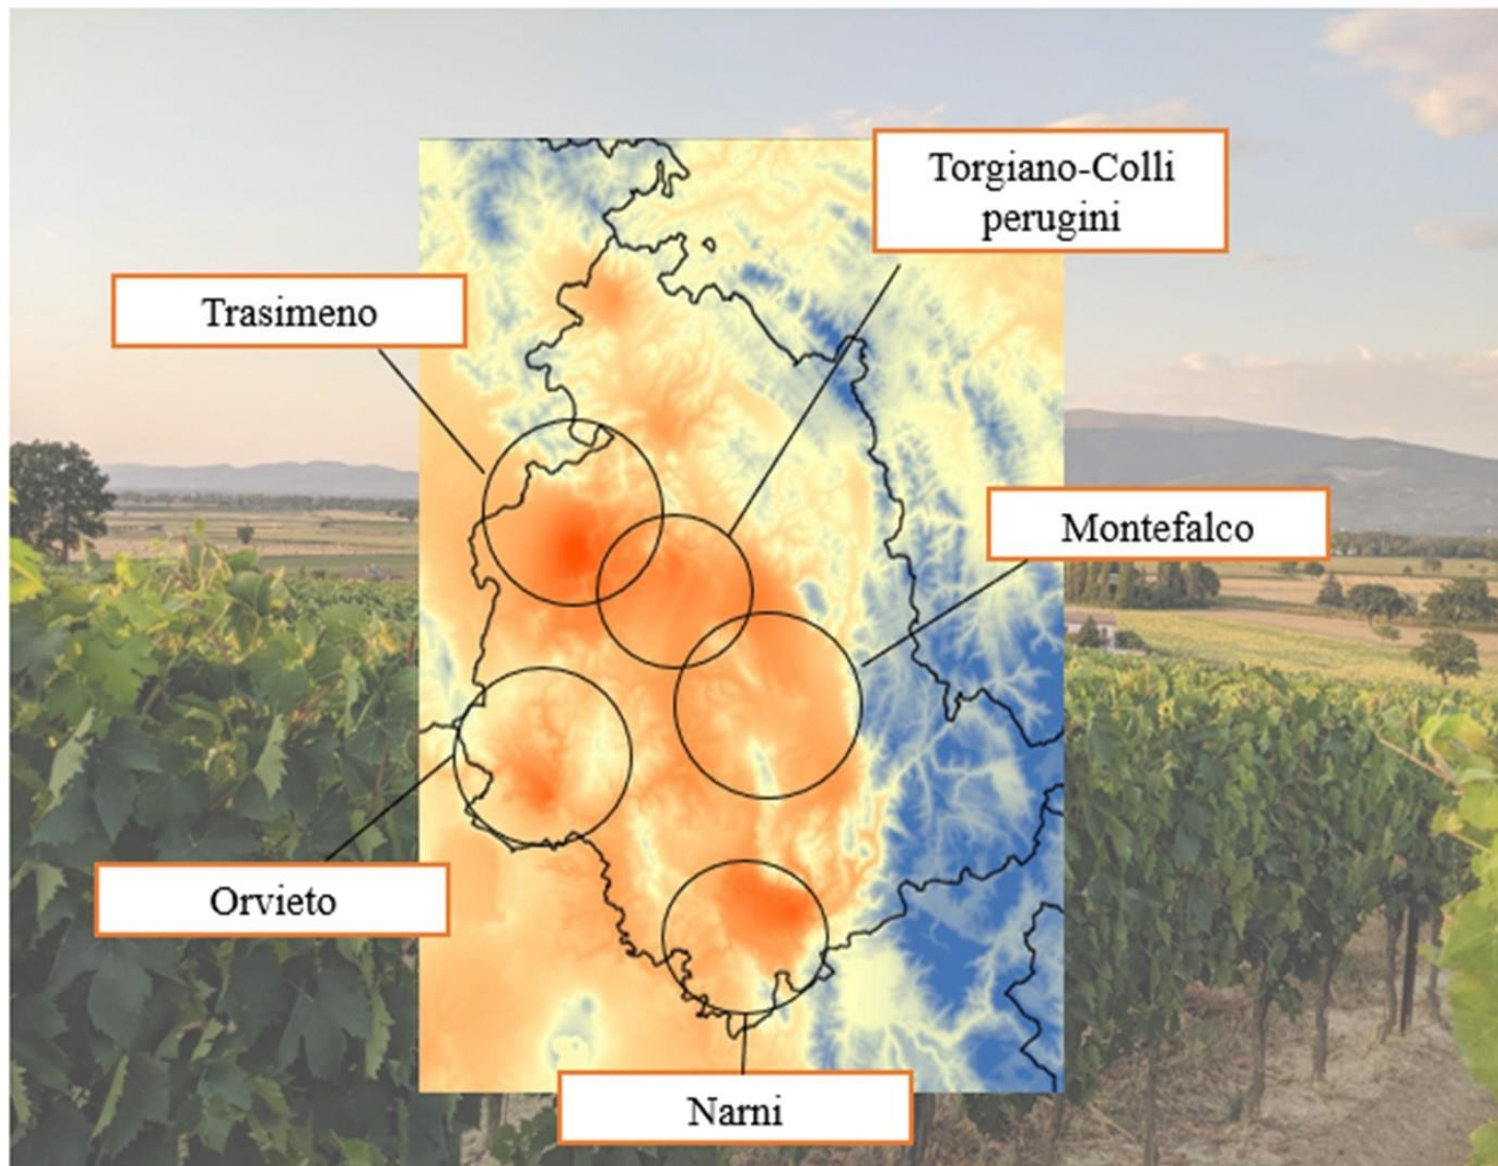 Torgiano-Colli
perugini
Trasimeno
Montefalco
Orvieto
Narni